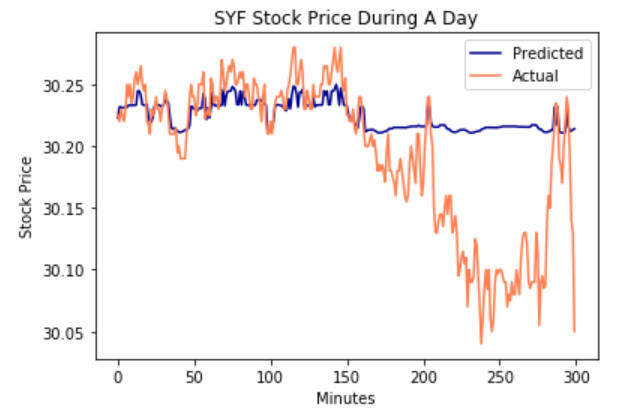 SYF Stock Price During A Day
Predicted
Actual
Stock Price
30.25
30.20
30.15
30.10
30.05
0 50 100 150 200 250 300
Minutes